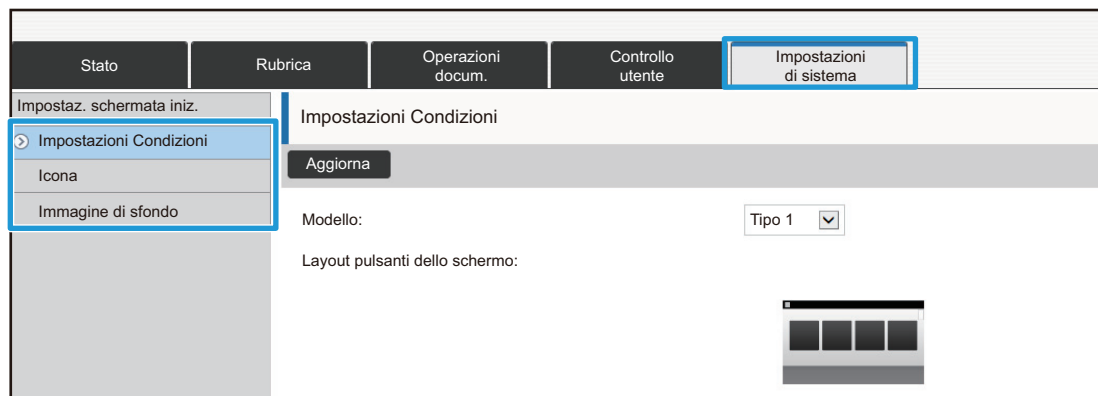 Stato
Rubrica
Operazioni
docum.
Controllo
utente
Impostazioni
di sistema
Impostaz. schermata iniz.
Impostazioni Condizioni
Icona
Immagine di sfondo
Impostazioni Condizioni
Aggiorna
Modello:
Tipo 1
Layout pulsanti dello schermo: